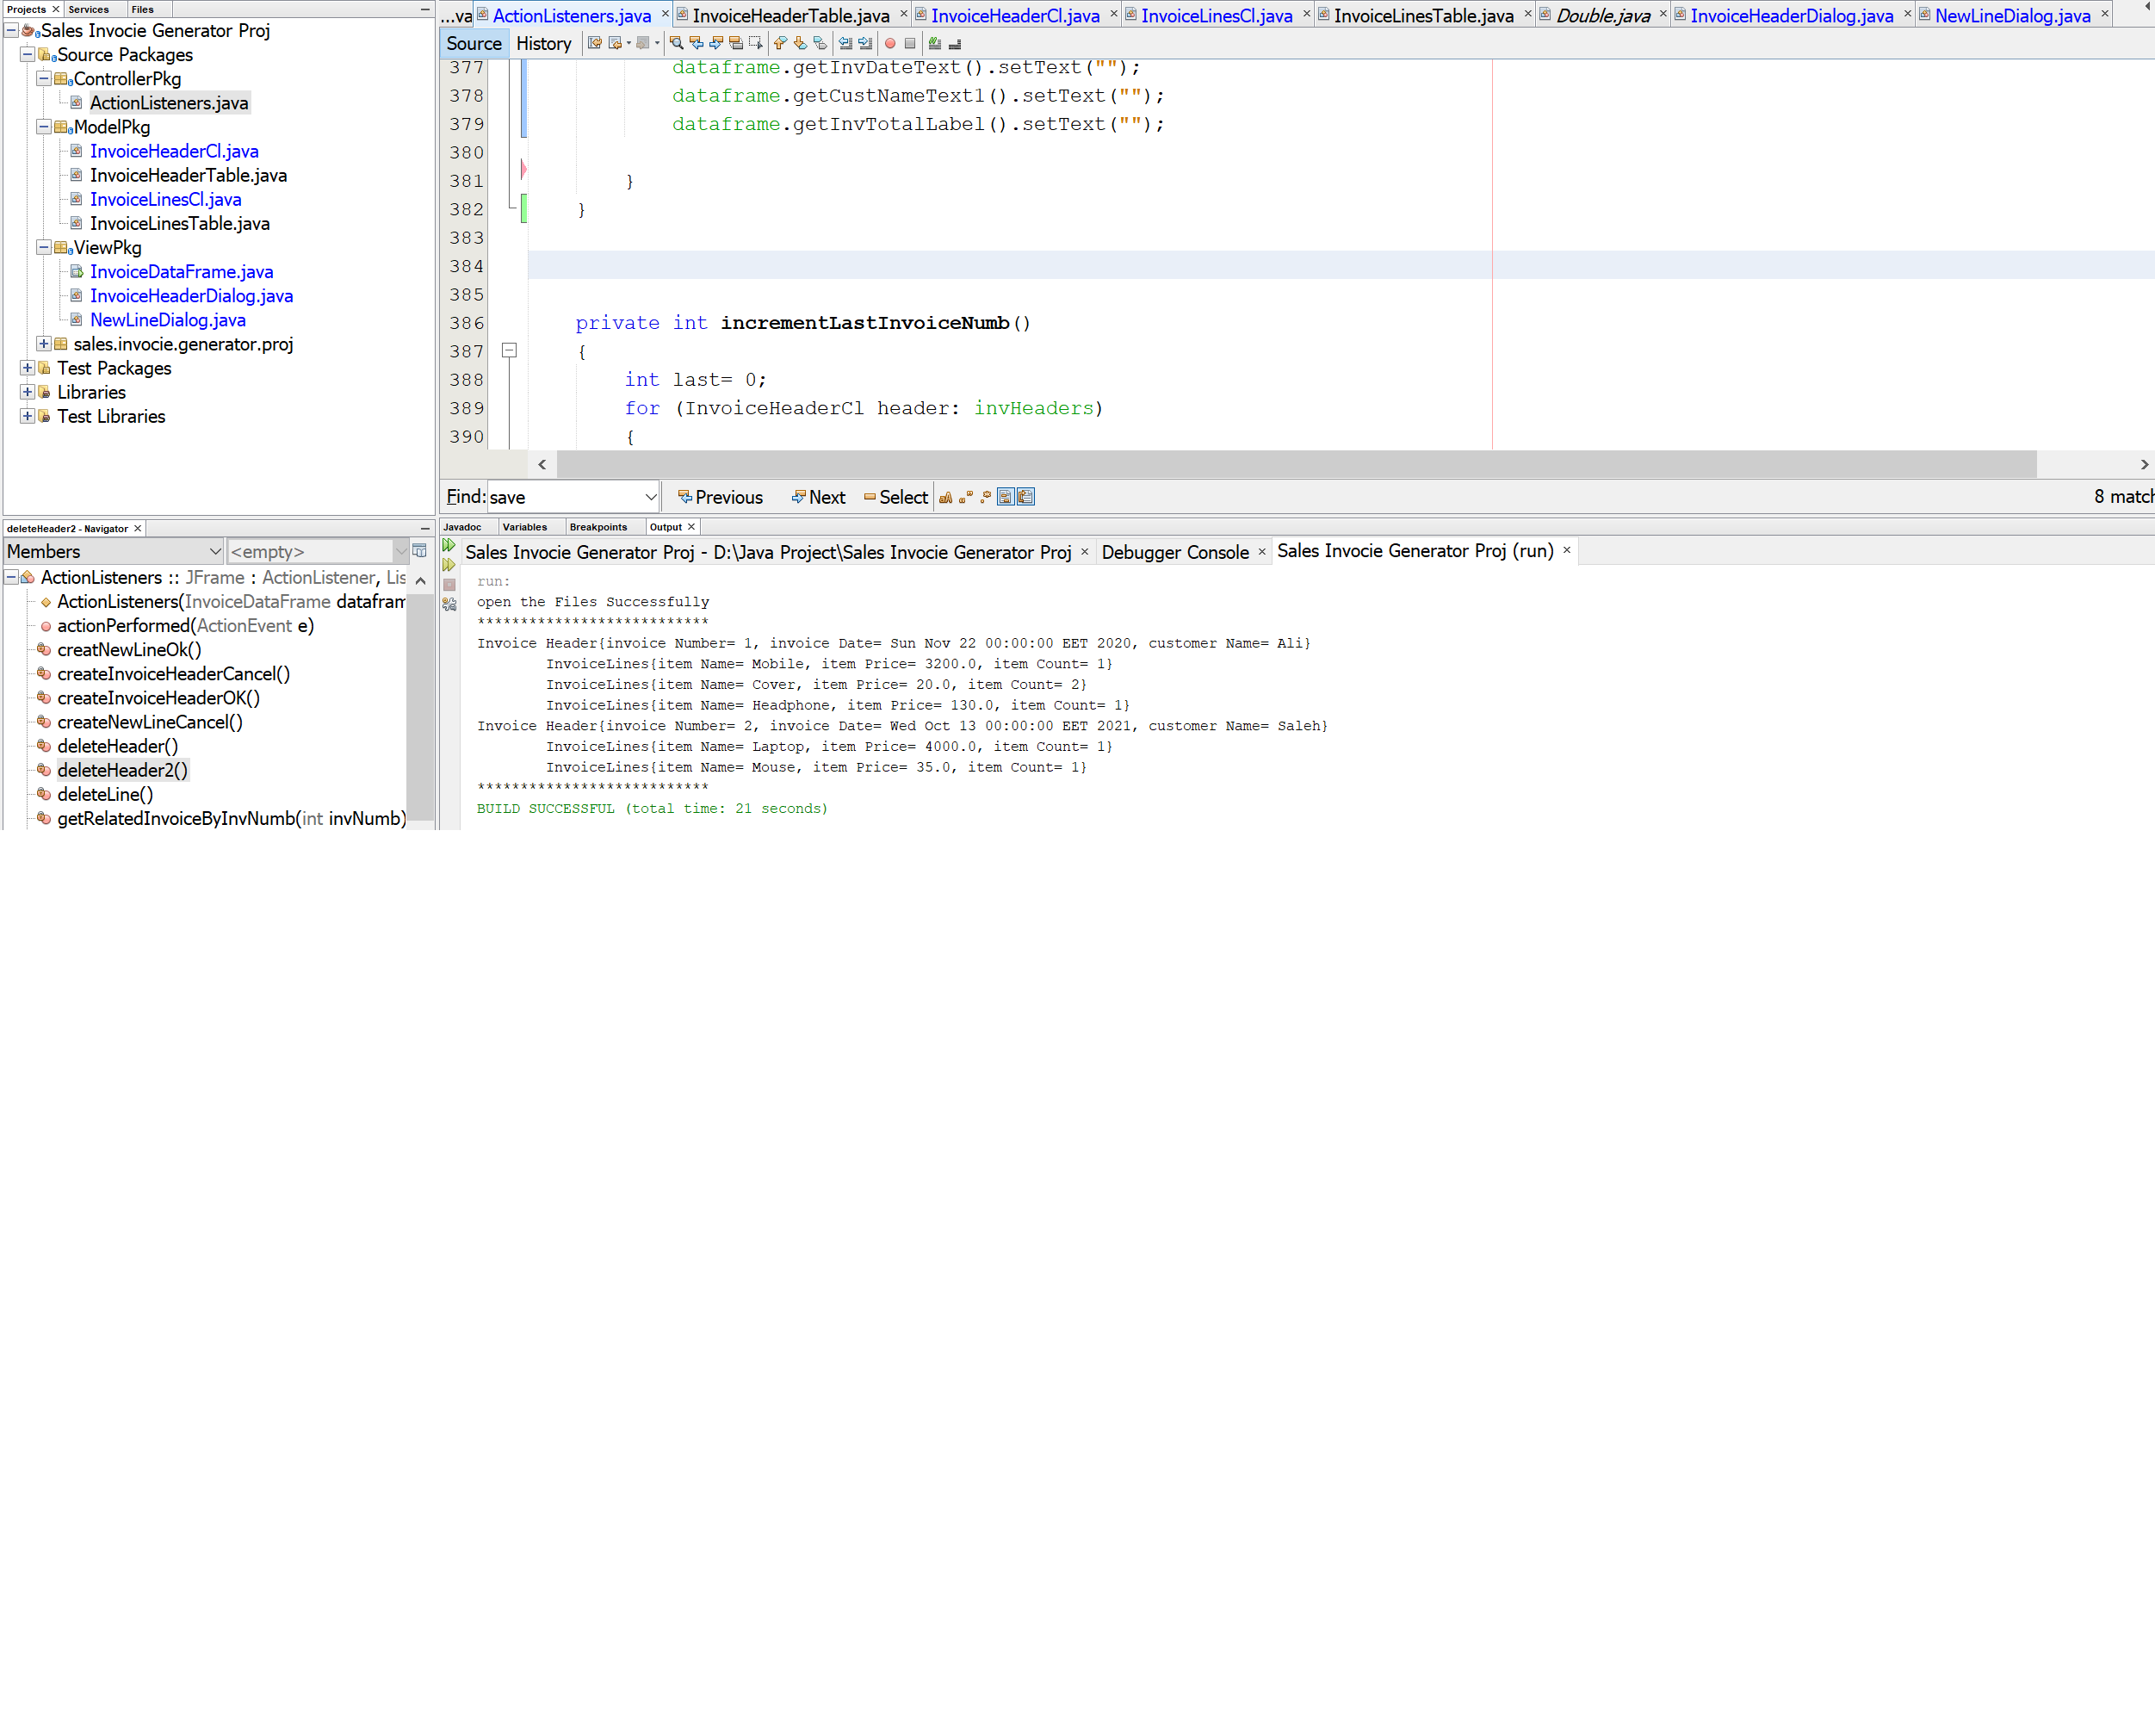 Projects Services Files
Sales Invocie Generator Proj
Source Packages
ControllerPkg
ActionListeners.java
ModelPkg
InvoiceHeaderCl.java
InvoiceHeaderTable.java
InvoiceLinesCl.java
InvoiceLinesTable.java
ViewPkg
InvoiceDataFrame.java
InvoiceHeaderDialog.java
NewLineDialog.java
sales.invocie.generator.proj
Test Packages
Libraries
Test Libraries
deleteHeader2 - Navigator
Members <empty>
ActionListeners :: JFrame : ActionListener, Lis
ActionListeners(InvoiceDataFrame datafram
actionPerformed(ActionEvent e)
creatNewLineOk()
createInvoiceHeaderCancel()
createInvoiceHeaderOK()
createNewLineCancel()
deleteHeader()
deleteHeader2()
deleteLine()
getRelatedInvoiceByInvNumb(int invNumb)
...va ActionListeners.java InvoiceHeaderTable.java InvoiceHeaderCl.java InvoiceLinesCl.java InvoiceLinesTable.java Double.java InvoiceHeaderDialog.java NewLineDialog.java
Source History
377 dataframe.getInvDateText().setText("");
378 dataframe.getCustNameText1().setText("");
379 dataframe.getInvTotalLabel().setText("");
380
381 }
382 }
383
384
385
386 private int incrementLastInvoiceNumb()
387 {
388 int last= 0;
389 for (InvoiceHeaderCl header: invHeaders)
390 {
Find: save Previous Next Select 8 match
Javadoc Variables Breakpoints Output
Sales Invocie Generator Proj - D:\Java Project\Sales Invocie Generator Proj Debugger Console Sales Invocie Generator Proj (run)
run:
open the Files Successfully
***************************
Invoice Header{invoice Number= 1, invoice Date= Sun Nov 22 00:00:00 EET 2020, customer Name= Ali}
InvoiceLines{item Name= Mobile, item Price= 3200.0, item Count= 1}
InvoiceLines{item Name= Cover, item Price= 20.0, item Count= 2}
InvoiceLines{item Name= Headphone, item Price= 130.0, item Count= 1}
Invoice Header{invoice Number= 2, invoice Date= Wed Oct 13 00:00:00 EET 2021, customer Name= Saleh}
InvoiceLines{item Name= Laptop, item Price= 4000.0, item Count= 1}
InvoiceLines{item Name= Mouse, item Price= 35.0, item Count= 1}
***************************
BUILD SUCCESSFUL (total time: 21 seconds)